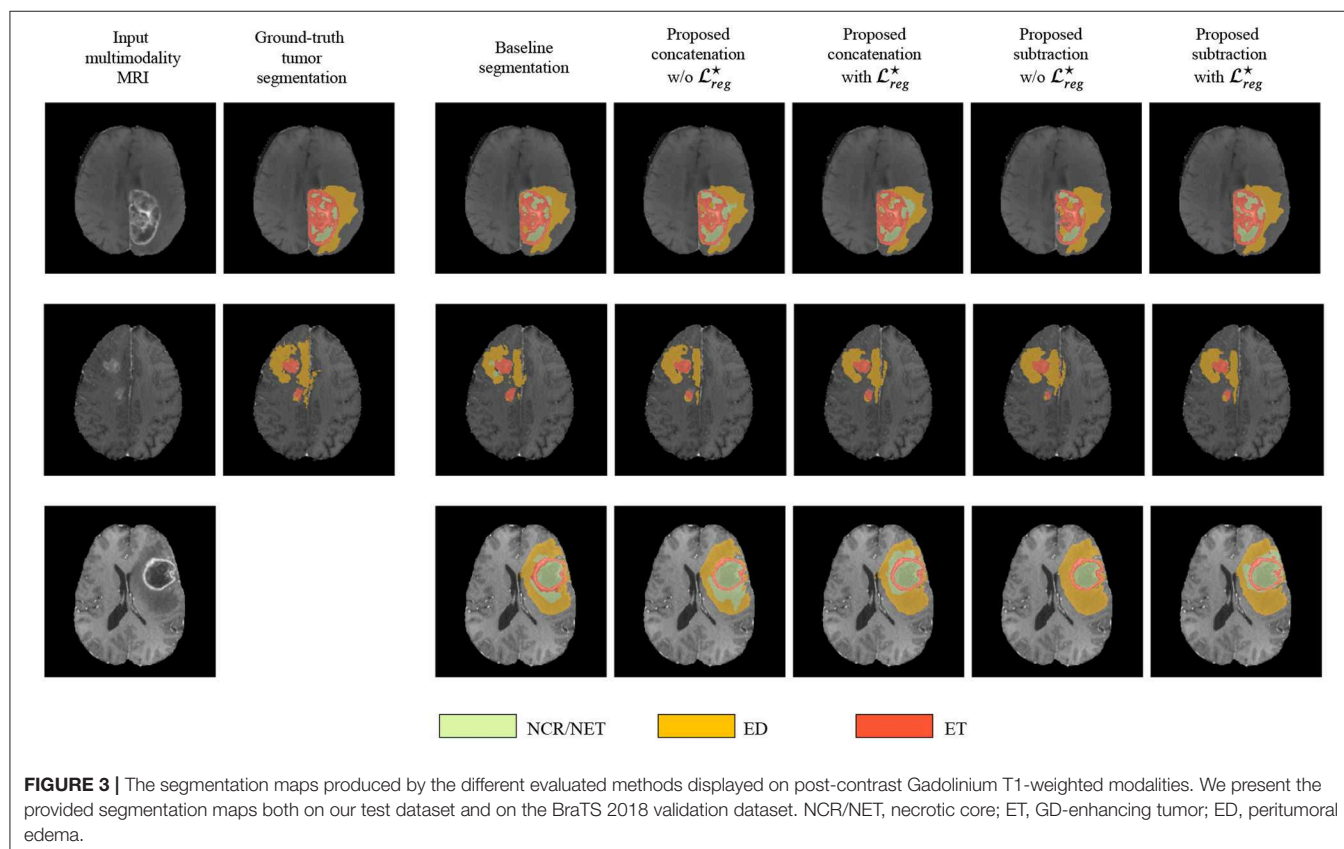 Input
multimodality
MRI
Ground-truth
tumor
segmentation
Baseline
segmentation
Proposed
concatenation
w/o 𝓛★reg
Proposed
concatenation
with 𝓛★reg
Proposed
subtraction
w/o 𝓛★reg
Proposed
subtraction
with 𝓛★reg
NCR/NET
ED
ET
FIGURE 3 | The segmentation maps produced by the different evaluated methods displayed on post-contrast Gadolinium T1-weighted modalities. We present the
provided segmentation maps both on our test dataset and on the BraTS 2018 validation dataset. NCR/NET, necrotic core; ET, GD-enhancing tumor; ED, peritumoral
edema.